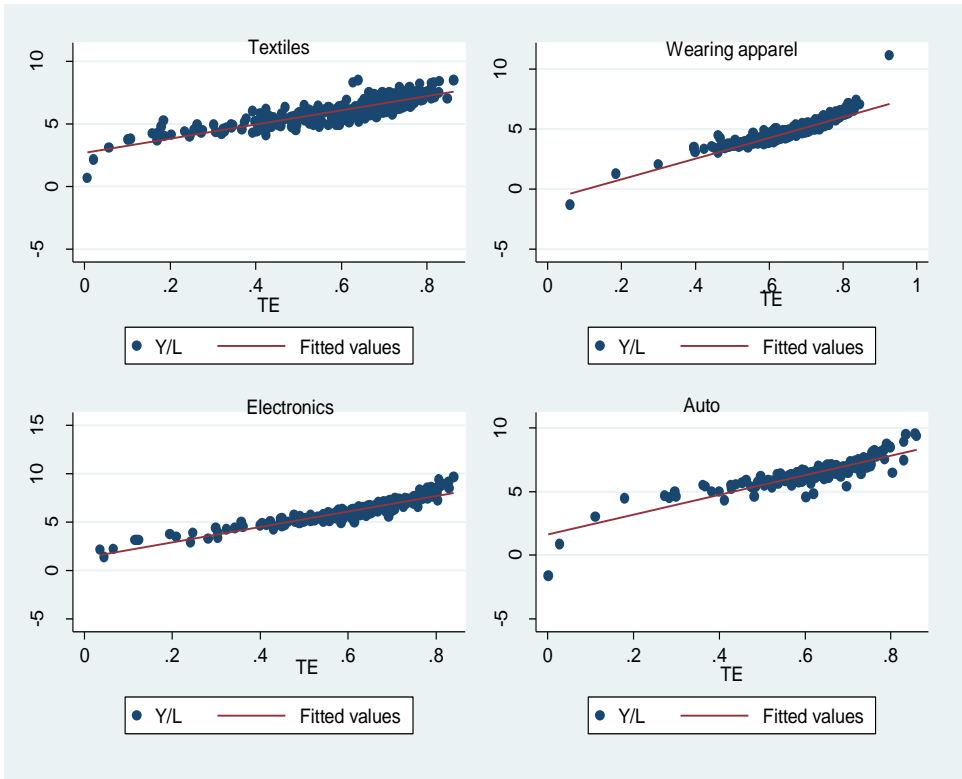 Textiles
10
5
0
-5
0 .2 .4 .6 .8
TE
Y/L Fitted values
Wearing apparel
10
5
0
-5
0 .2 .4 .6 .8 1
TE
Y/L Fitted values
Electronics
15
10
5
0
-5
0 .2 .4 .6 .8
TE
Y/L Fitted values
Auto
10
5
0
-5
0 .2 .4 .6 .8
TE
Y/L Fitted values